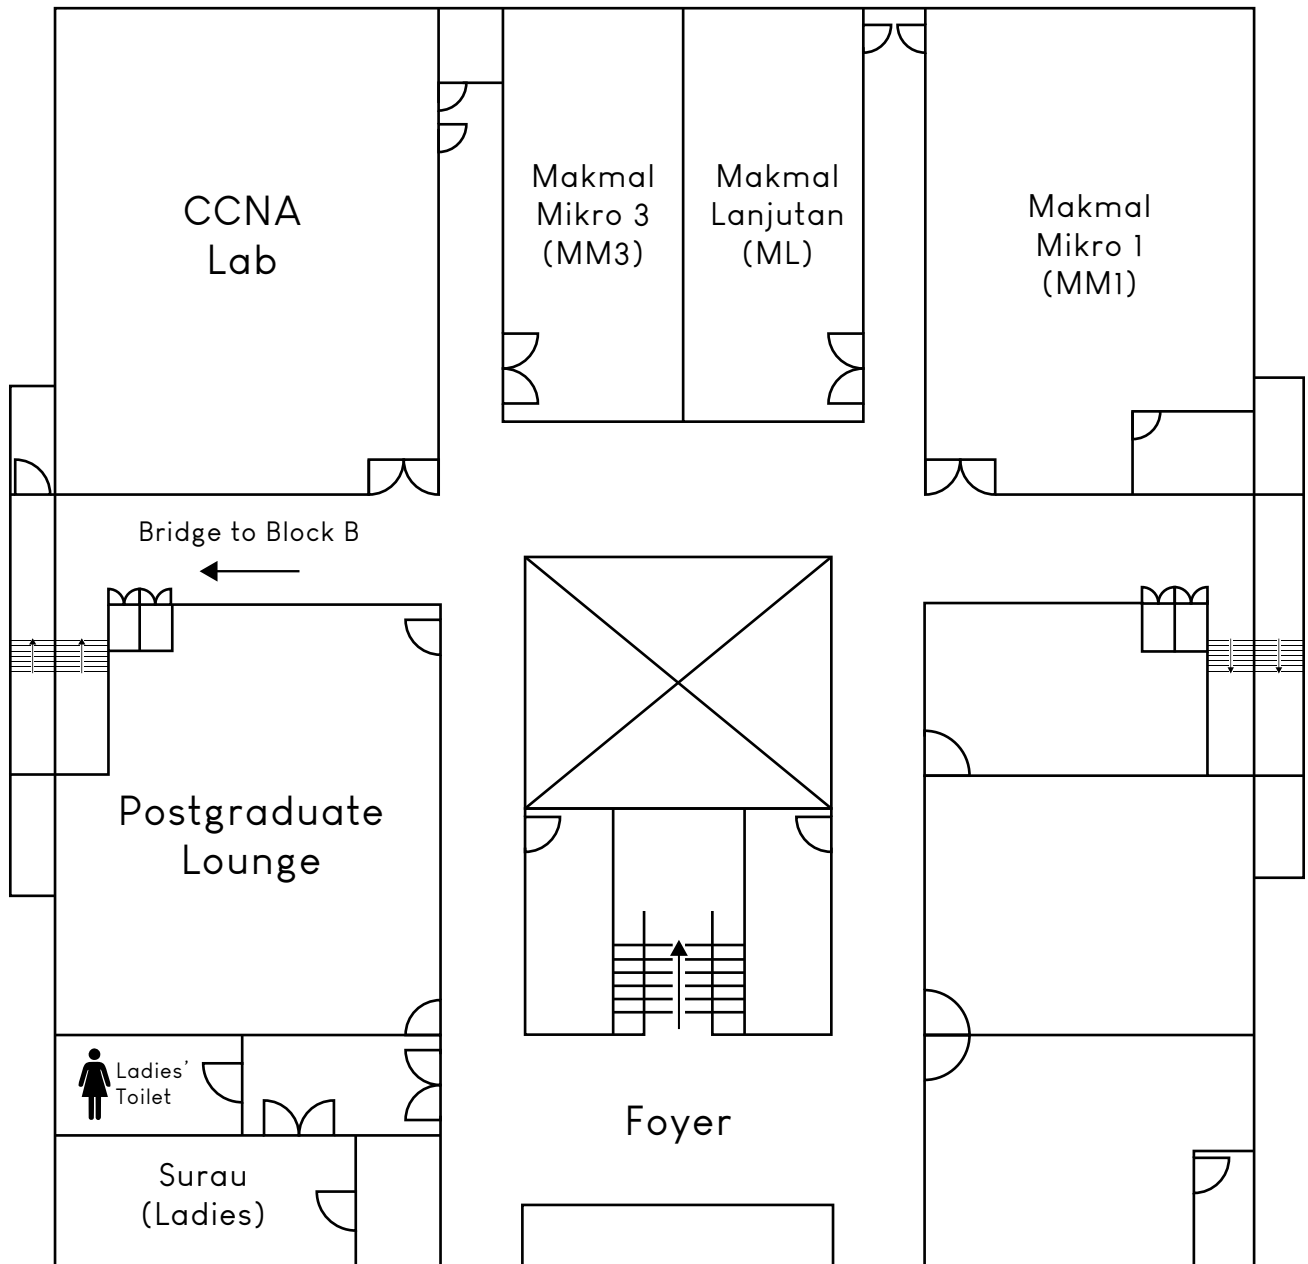 CCNA
Lab
Makmal
Mikro 3
(MM3)
Makmal
Lanjutan
(ML)
Makmal
Mikro 1
(MM1)
Bridge to Block B
Postgraduate
Lounge
Ladies'
Toilet
Foyer
Surau
(Ladies)